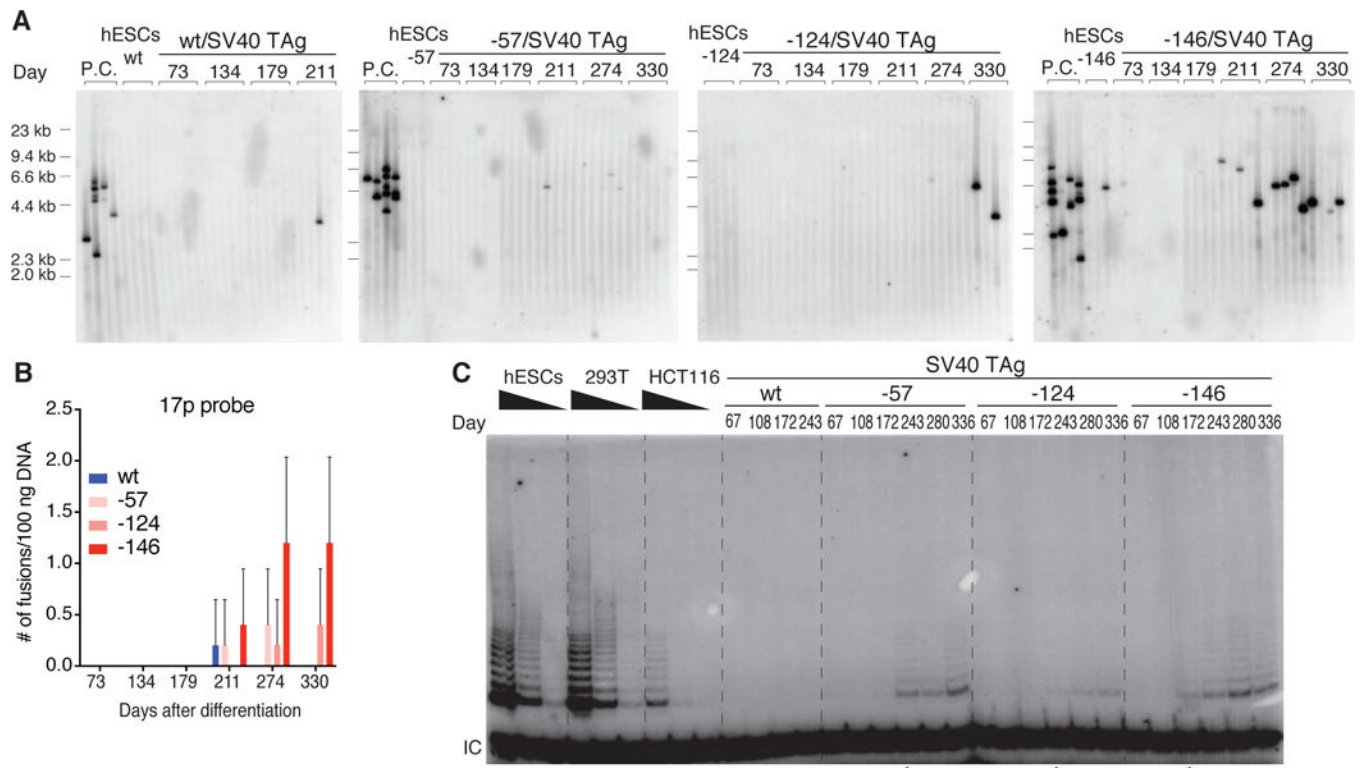 A
hESCs wt wt/SV40 TAg
Day P.C. 73 134 179 211
hESCs -57 -57/SV40 TAg
P.C. 73 134 179 211 274 330
hESCs -124 -124/SV40 TAg
73 134 179 211 274 330
hESCs -146 -146/SV40 TAg
P.C. 73 134 179 211 274 330
23 kb
9.4 kb
6.6 kb
4.4 kb
2.3 kb
2.0 kb
B
17p probe
# of fusions/100 ng DNA
2.5
2.0
1.5
1.0
0.5
0.0
wt
-57
-124
-146
73 134 179 211 274 330
Days after differentiation
C
SV40 TAg
hESCs 293T HCT116 wt -57 -124 -146
Day 67 108 172 243 67 108 172 243 280 336 67 108 172 243 280 336 67 108 172 243 280 336
IC